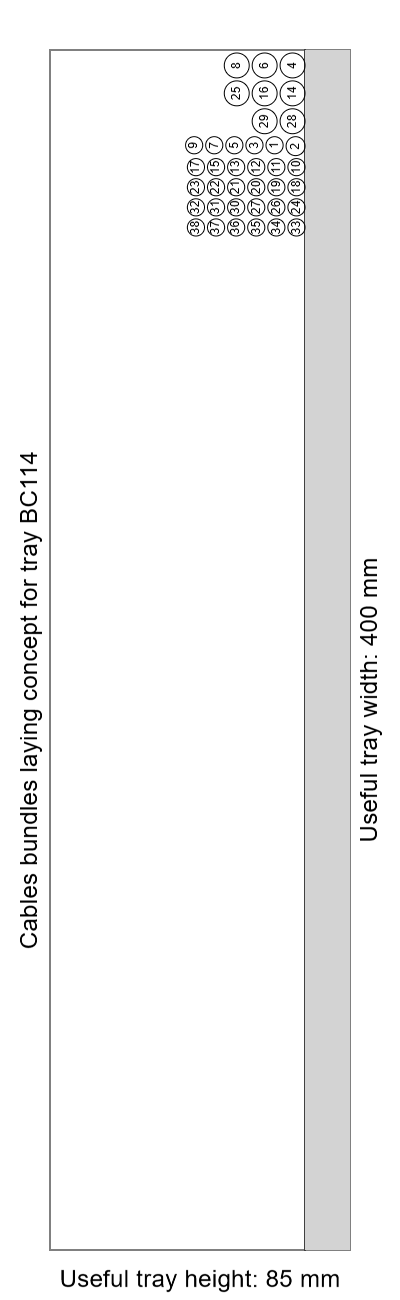 Cables bundles laying concept for tray BC114
8 6 4
25 16 14
29 28
9 7 5 3 1 2
17 15 13 12 11 10
23 22 21 20 19 18
32 31 30 27 26 24
38 37 36 35 34 33
Useful tray width: 400 mm
Useful tray height: 85 mm